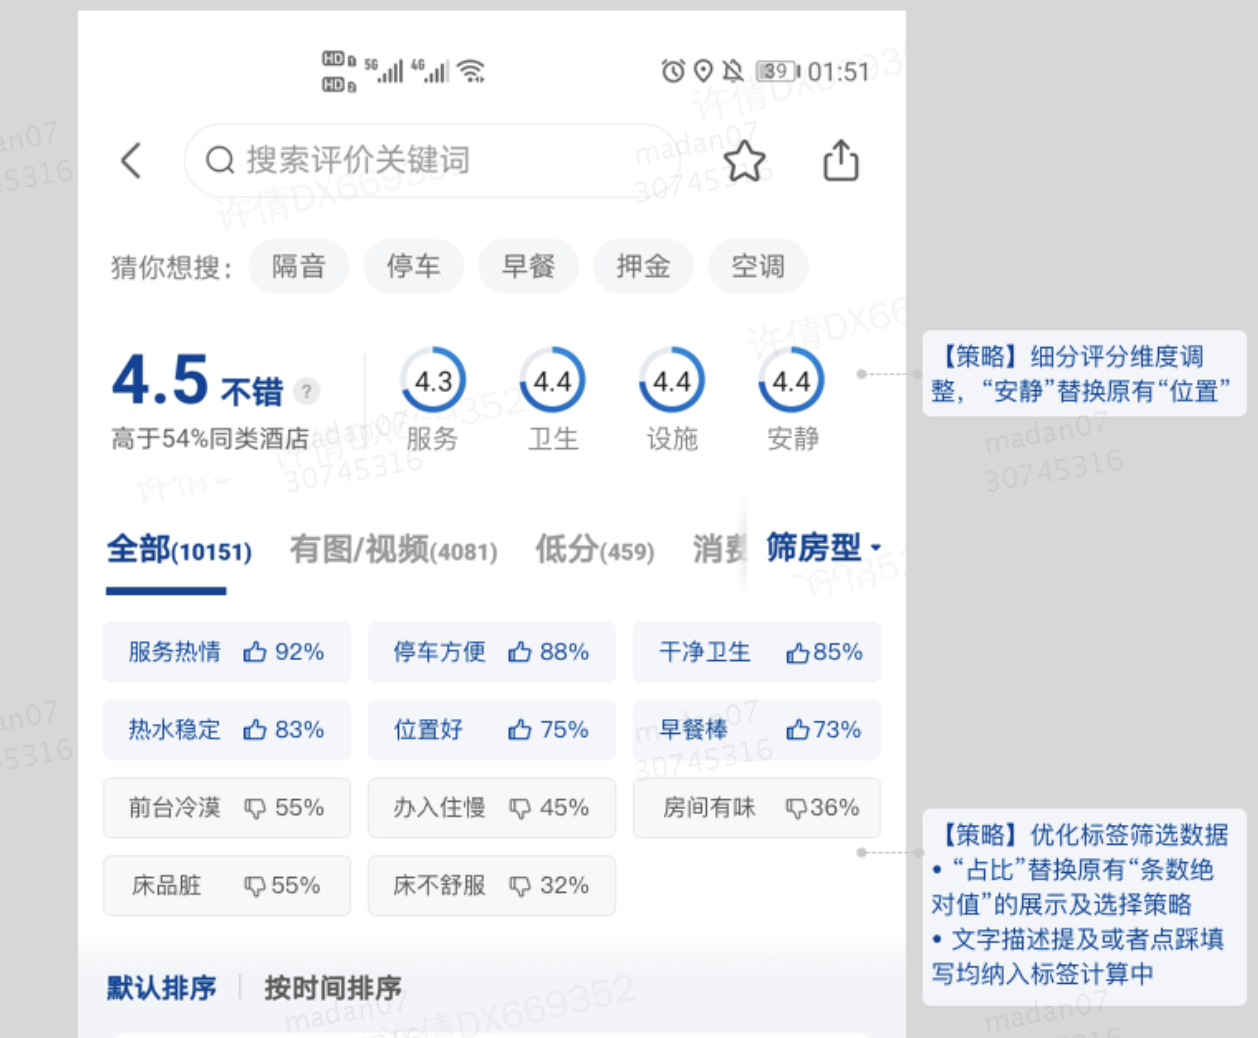 HD 1 5G 4G 39 01:51
HD 2
搜索评价关键词
猜你想搜： 隔音 停车 早餐 押金 空调
4.5 不错 ? 4.3 4.4 4.4 4.4
高于54%同类酒店 服务 卫生 设施 安静
【策略】细分评分维度调
整，“安静”替换原有“位置”
全部(10151) 有图/视频(4081) 低分(459) 消费 筛房型
服务热情 92% 停车方便 88% 干净卫生 85%
热水稳定 83% 位置好 75% 早餐棒 73%
前台冷漠 55% 办入住慢 45% 房间有味 36%
床品脏 55% 床不舒服 32%
【策略】优化标签筛选数据
• “占比”替换原有“条数绝
对值”的展示及选择策略
• 文字描述提及或者点踩填
写均纳入标签计算中
默认排序 按时间排序
许倩DX669352
madan07
30745316